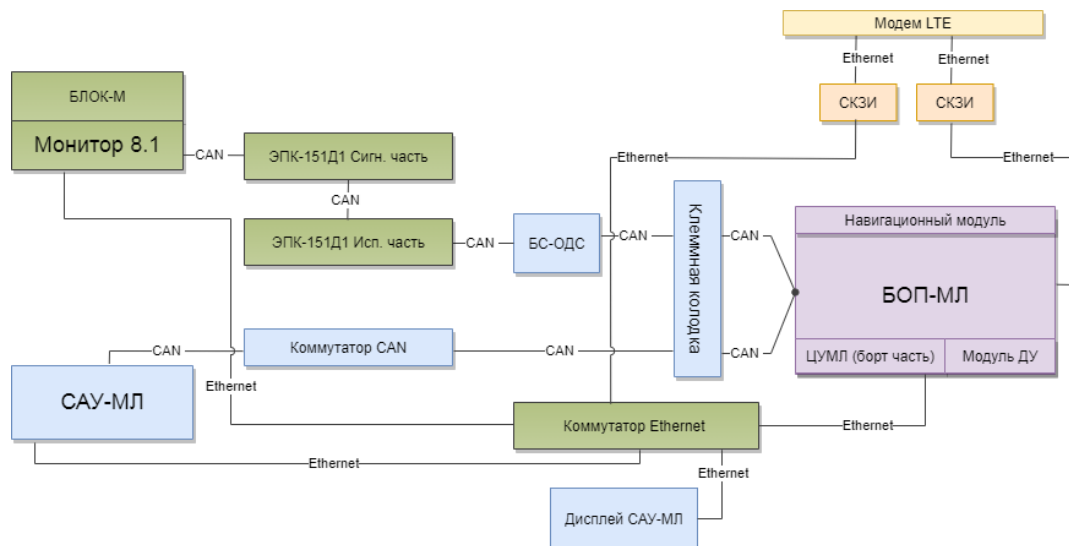 Модем LTE
Ethernet
Ethernet
СКЗИ
СКЗИ
БЛОК-М
Монитор 8.1
CAN
ЭПК-151Д1 Сигн. часть
Ethernet
Ethernet
CAN
ЭПК-151Д1 Исп. часть
CAN
БС-ОДС
CAN
Клеммная колодка
CAN
Навигационный модуль
БОП-МЛ
ЦУМЛ (борт часть)
Модуль ДУ
CAN
Коммутатор CAN
CAN
CAN
Ethernet
САУ-МЛ
Коммутатор Ethernet
Ethernet
Ethernet
Ethernet
Дисплей САУ-МЛ